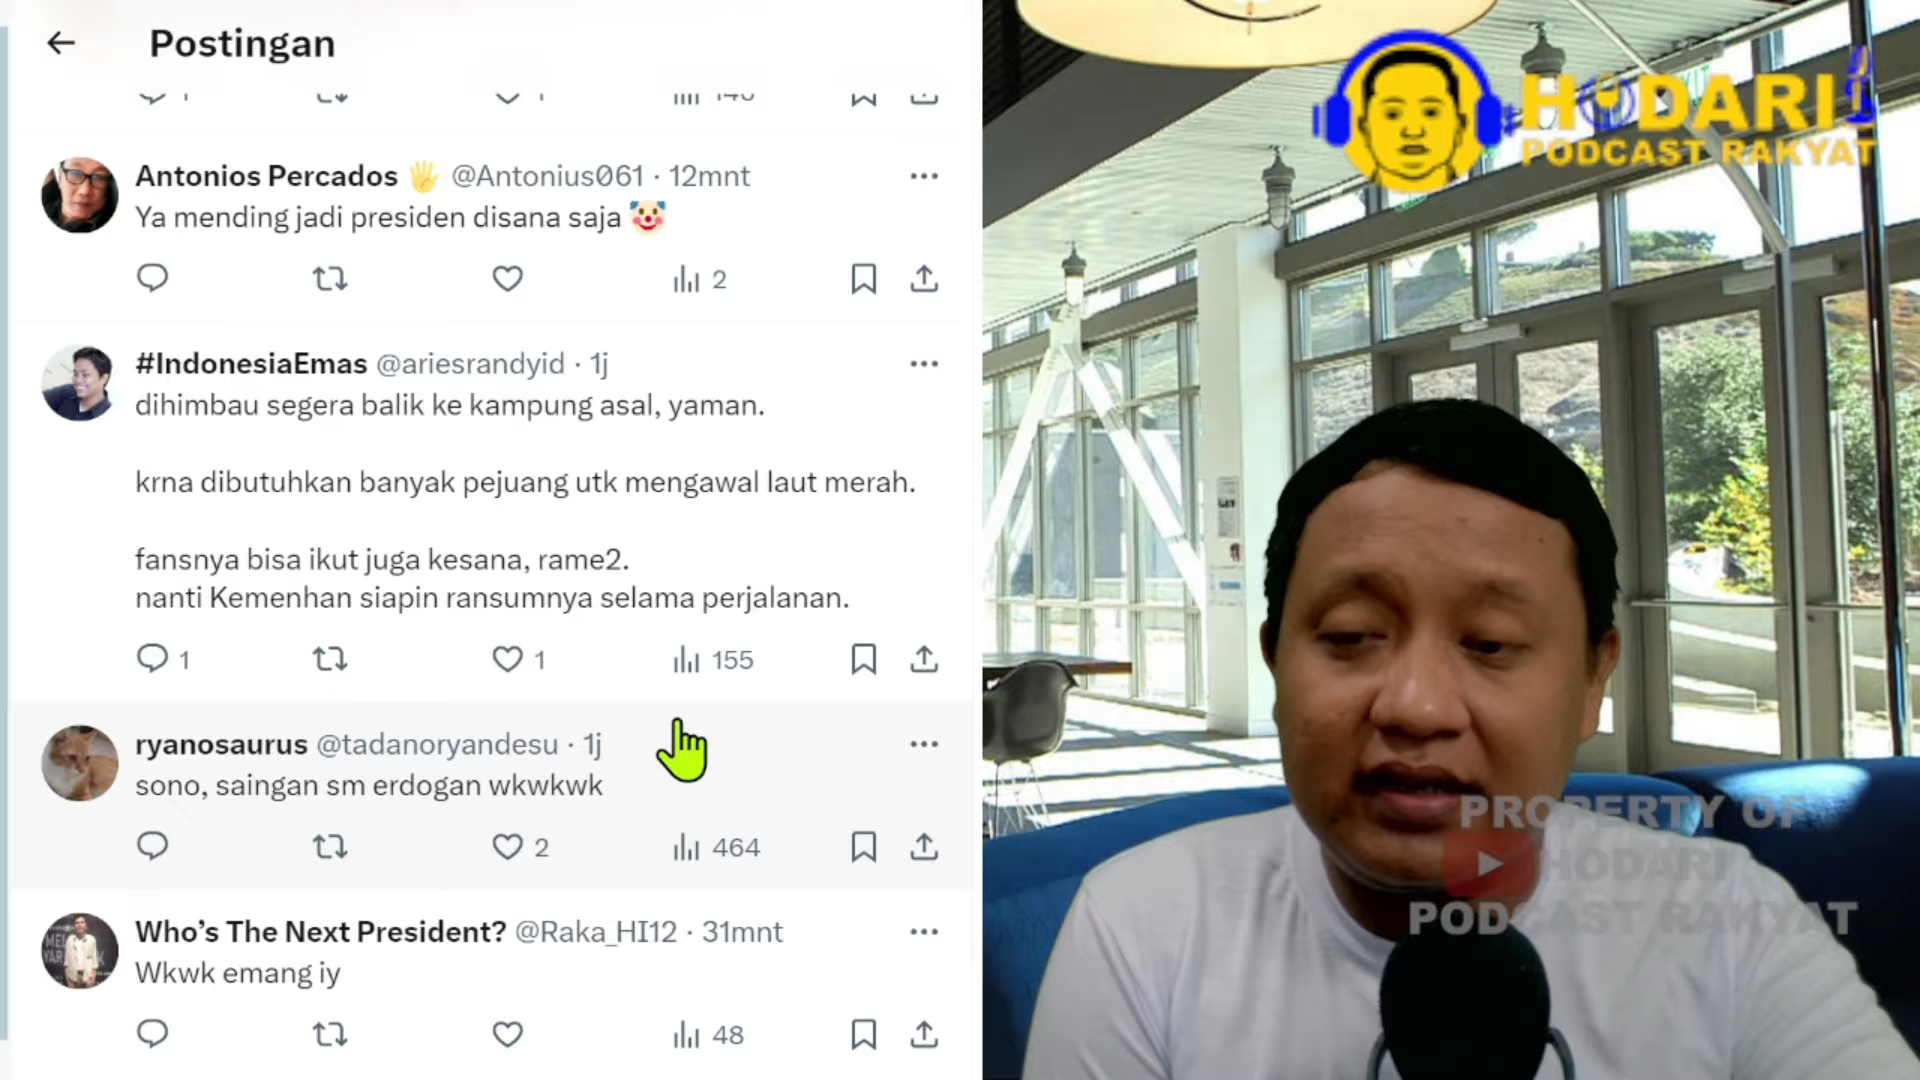 Postingan
Antonios Percados 🖐 @Antonius061 · 12mnt
Ya mending jadi presiden disana saja 🤡
2
#IndonesiaEmas @ariesrandyid · 1j
dihimbau segera balik ke kampung asal, yaman.
krna dibutuhkan banyak pejuang utk mengawal laut merah.
fansnya bisa ikut juga kesana, rame2.
nanti Kemenhan siapin ransumnya selama perjalanan.
1 1 155
ryanosaurus @tadanoryandesu · 1j
sono, saingan sm erdogan wkwkwk
2 464
Who’s The Next President? @Raka_HI12 · 31mnt
Wkwk emang iy
48
HODARI
PODCAST RAKYAT
PROPERTY OF
HODARI
PODCAST RAKYAT